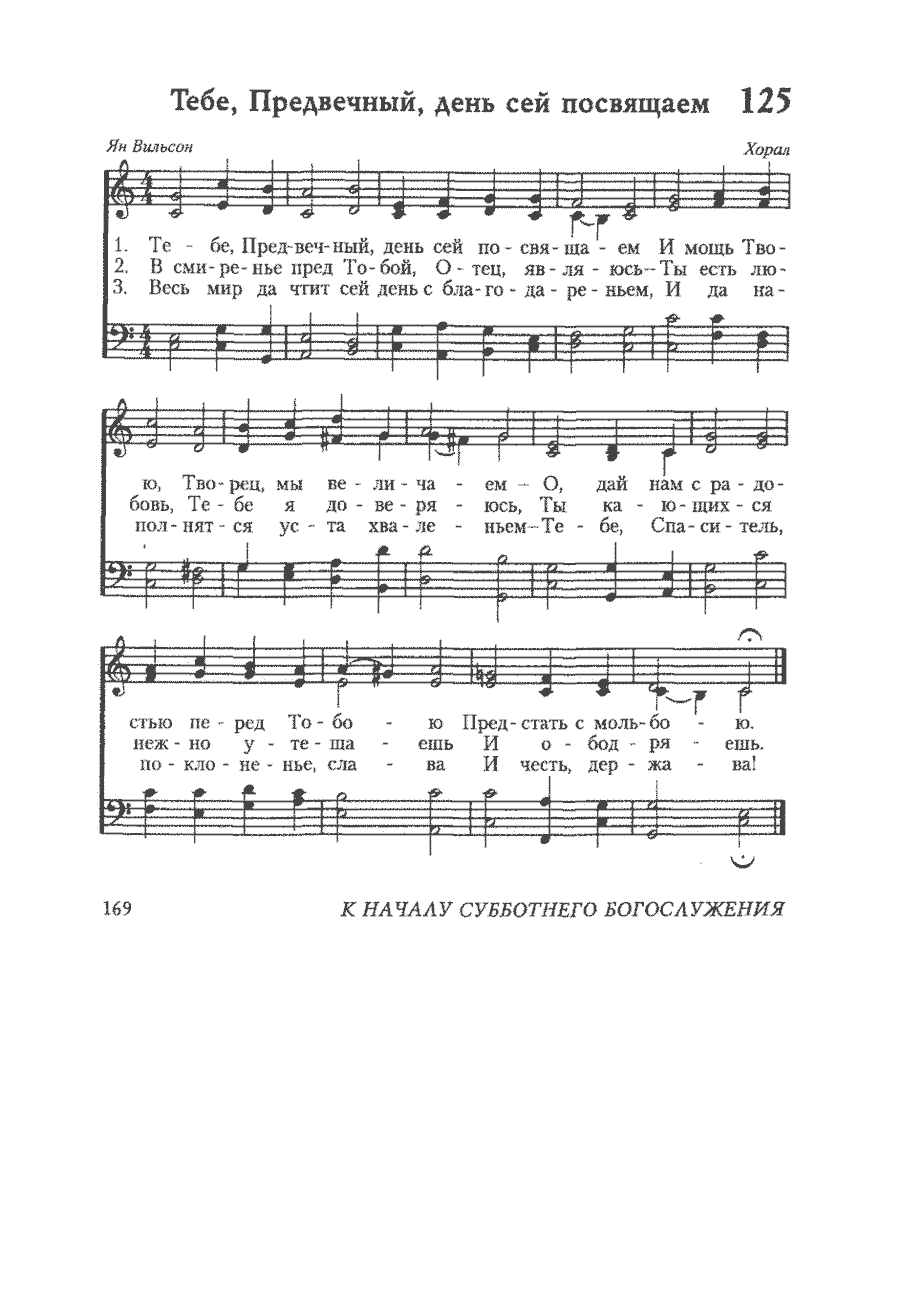 Тебе, Предвечный, день сей посвящаем 125
Ян Вильсон Хорал
1. Те - бе, Пред-веч-ный, день сей по - свя - ща - ем И мощь Тво -
2. В сми - ре - нье пред То - бой, О - тец, яв - ля - юсь– Ты есть лю -
3. Весь мир да чтит сей день с бла - го - да - ре - ньем, И да на -
ю, Тво - рец, мы ве - ли - ча - ем – О, дай нам с ра - до -
бовь, Те - бе я до - ве - ря - юсь, Ты ка - ю - щих - ся
пол - нят - ся ус - та хва - ле - ньем–Те - бе, Спа - си - тель,
стью пе - ред То - бо - ю Пред - стать с моль - бо - ю.
неж - но у - те - ша - ешь И о - бод - ря - ешь.
по - кло - не - нье, сла - ва И честь, дер - жа - ва!
169 К НАЧАЛУ СУББОТНЕГО БОГОСЛУЖЕНИЯ